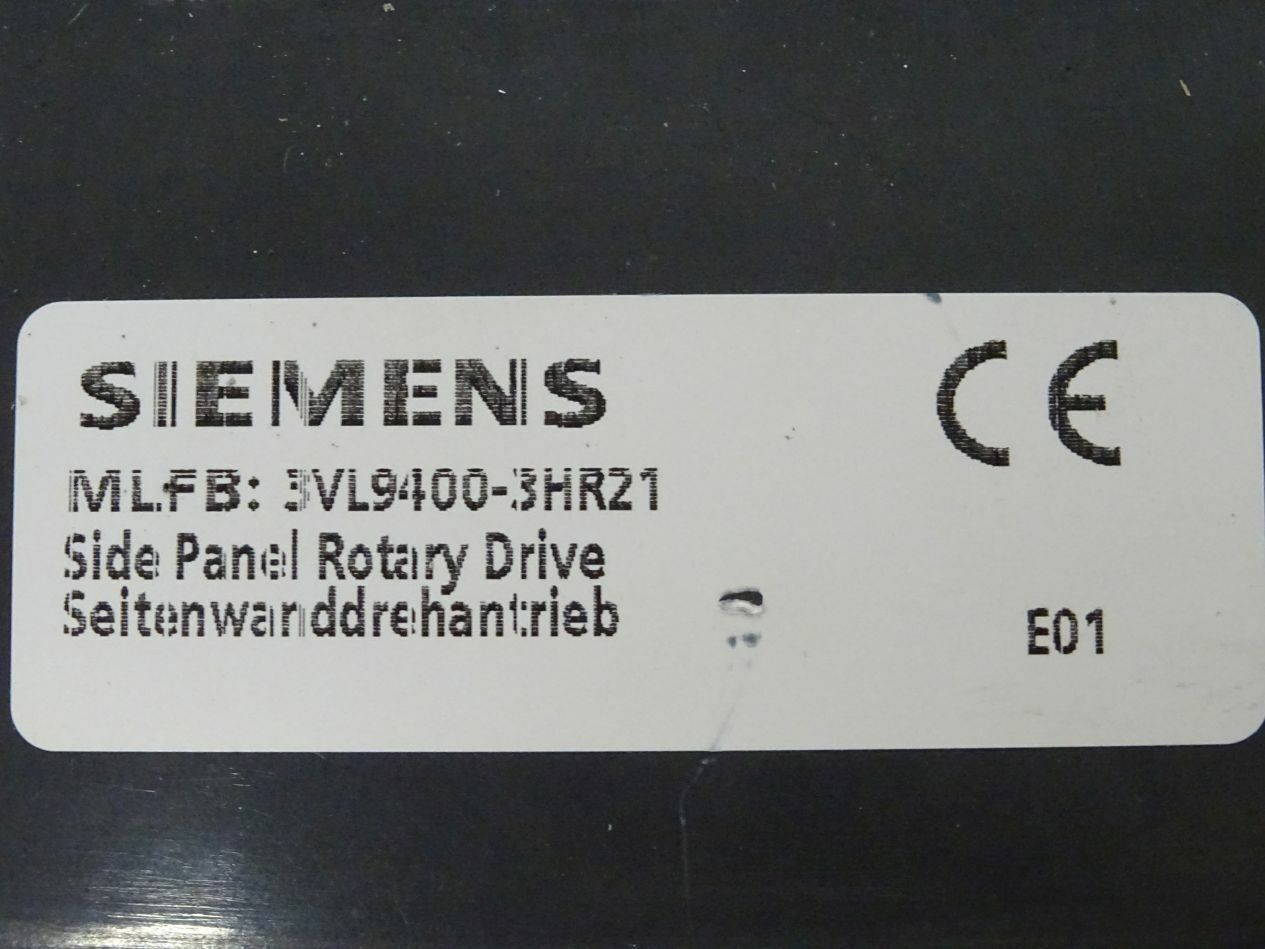 SIEMENS
CE
MLFB: 3VL9400-3HR21
Side Panel Rotary Drive
Seitenwanddrehantrieb
E01